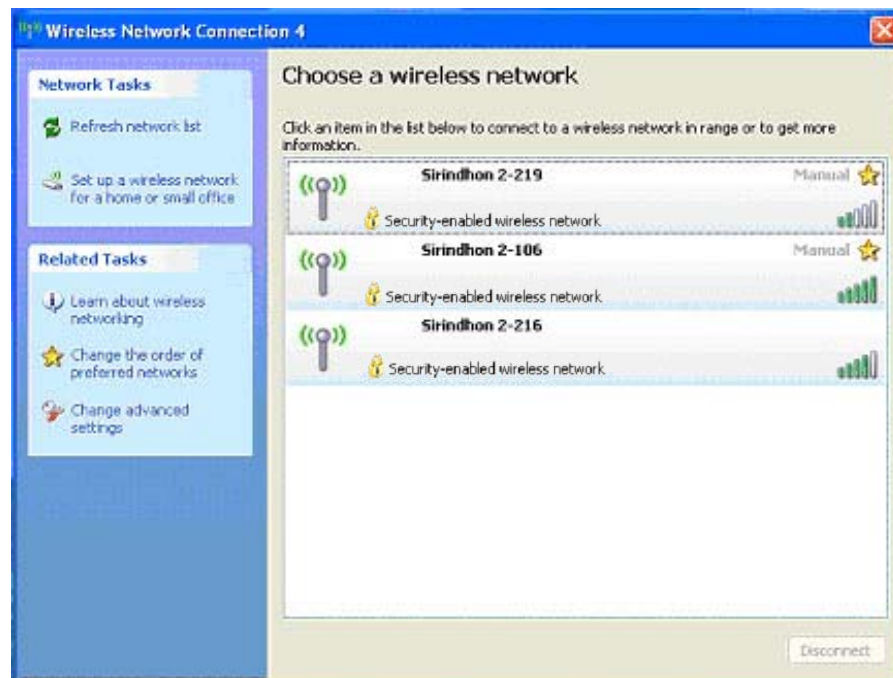 Wireless Network Connection 4
Network Tasks
Refresh network list
Set up a wireless network
for a home or small office
Related Tasks
Learn about wireless
networking
Change the order of
preferred networks
Change advanced
settings
Choose a wireless network
Click an item in the list below to connect to a wireless network in range or to get more
information.
Sirindhon 2-219
Manual
Security-enabled wireless network
Sirindhon 2-106
Manual
Security-enabled wireless network
Sirindhon 2-216
Security-enabled wireless network
Disconnect